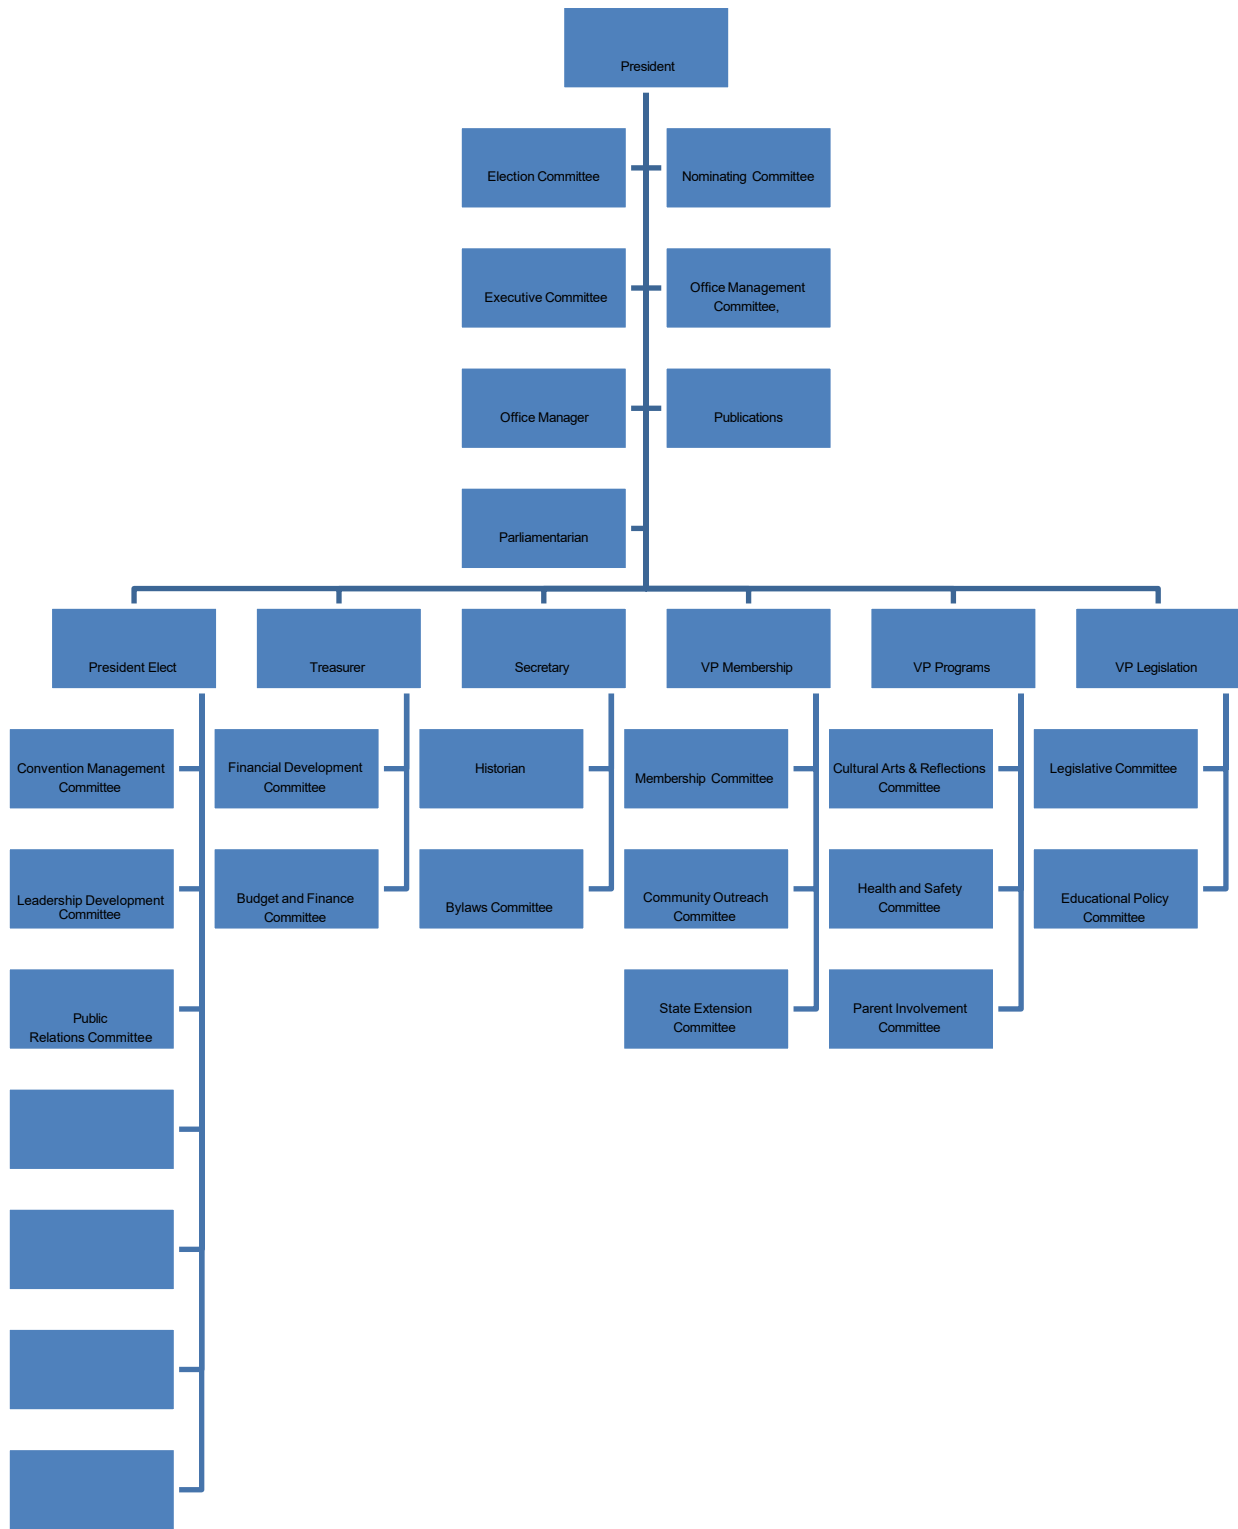 President
Election Committee
Nominating Committee
Executive Committee
Office Management
Committee,
Office Manager
Publications
Parliamentarian
President Elect
Treasurer
Secretary
VP Membership
VP Programs
VP Legislation
Convention Management
Committee
Financial Development
Committee
Historian
Membership Committee
Cultural Arts & Reflections
Committee
Legislative Committee
Leadership Development
Committee
Budget and Finance
Committee
Bylaws Committee
Community Outreach
Committee
Health and Safety
Committee
Educational Policy
Committee
Public
Relations Committee
State Extension
Committee
Parent Involvement
Committee